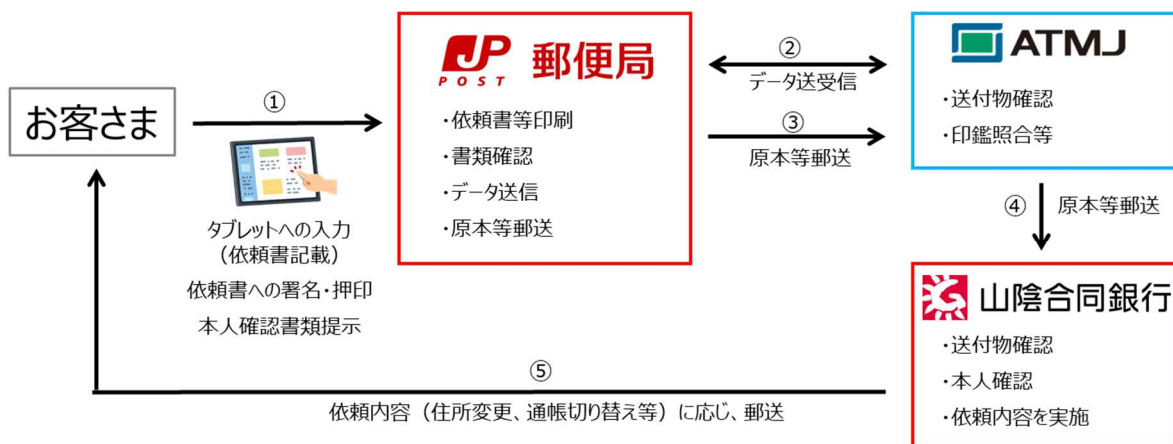 お客さま
①
タブレットへの入力
（依頼書記載）
依頼書への署名・押印
本人確認書類提示
JP
POST
郵便局
・依頼書等印刷
・書類確認
・データ送信
・原本等郵送
②
データ送受信
③
原本等郵送
ATMJ
・送付物確認
・印鑑照合等
④
原本等郵送
山陰合同銀行
・送付物確認
・本人確認
・依頼内容を実施
⑤
依頼内容（住所変更、通帳切り替え等）に応じ、郵送